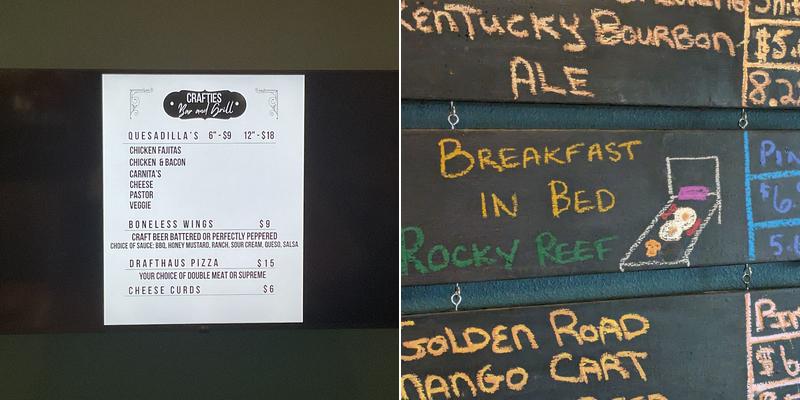 CRAFTIES
Bar and Grill
QUESADILLA'S 6" - $9 12" - $18
CHICKEN FAJITAS
CHICKEN & BACON
CARNITA'S
CHEESE
PASTOR
VEGGIE
BONELESS WINGS $9
CRAFT BEER BATTERED OR PERFECTLY PEPPERED
CHOICE OF SAUCE: BBQ, HONEY MUSTARD, RANCH, SOUR CREAM, QUESO, SALSA
DRAFTHAUS PIZZA $15
YOUR CHOICE OF DOUBLE MEAT OR SUPREME
CHEESE CURDS $6
KENTUCKY BOURBON
ALE
BREAKFAST
IN BED
ROCKY REEF
GOLDEN ROAD
MANGO CART